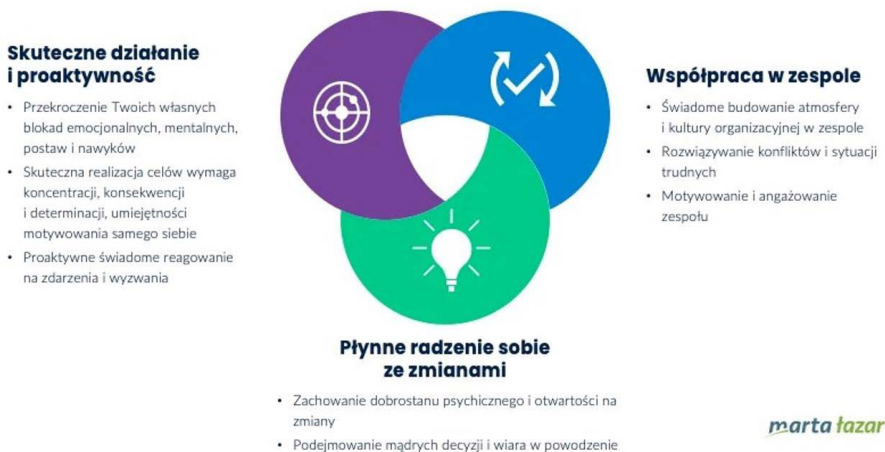 Skuteczne działanie
i proaktywność
• Przekroczenie Twoich własnych
blokad emocjonalnych, mentalnych,
postaw i nawyków
• Skuteczna realizacja celów wymaga
koncentracji, konsekwencji
i determinacji, umiejętności
motywowania samego siebie
• Proaktywne świadome reagowanie
na zdarzenia i wyzwania
Współpraca w zespole
• Świadome budowanie atmosfery
i kultury organizacyjnej w zespole
• Rozwiązywanie konfliktów i sytuacji
trudnych
• Motywowanie i angażowanie
zespołu
Płynne radzenie sobie
ze zmianami
• Zachowanie dobrostanu psychicznego i otwartości na
zmiany
• Podejmowanie mądrych decyzji i wiara w powodzenie
marta łazar